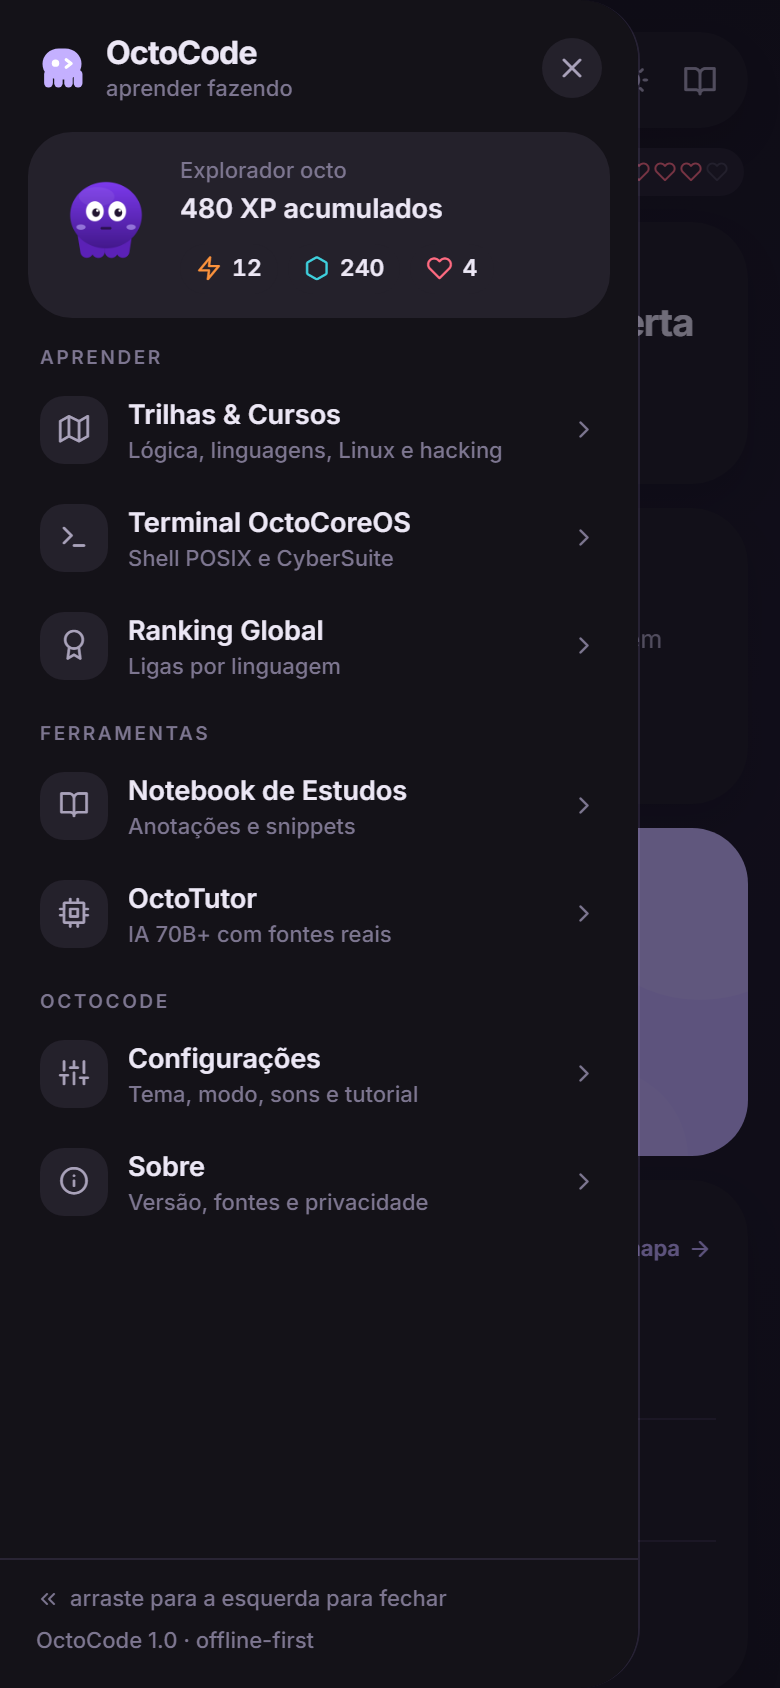 OctoCode
aprender fazendo
Explorador octo
480 XP acumulados
12 240 4
APRENDER
Trilhas & Cursos
Lógica, linguagens, Linux e hacking
Terminal OctoCoreOS
Shell POSIX e CyberSuite
Ranking Global
Ligas por linguagem
FERRAMENTAS
Notebook de Estudos
Anotações e snippets
OctoTutor
IA 70B+ com fontes reais
OCTOCODE
Configurações
Tema, modo, sons e tutorial
Sobre
Versão, fontes e privacidade
« arraste para a esquerda para fechar
OctoCode 1.0 · offline-first